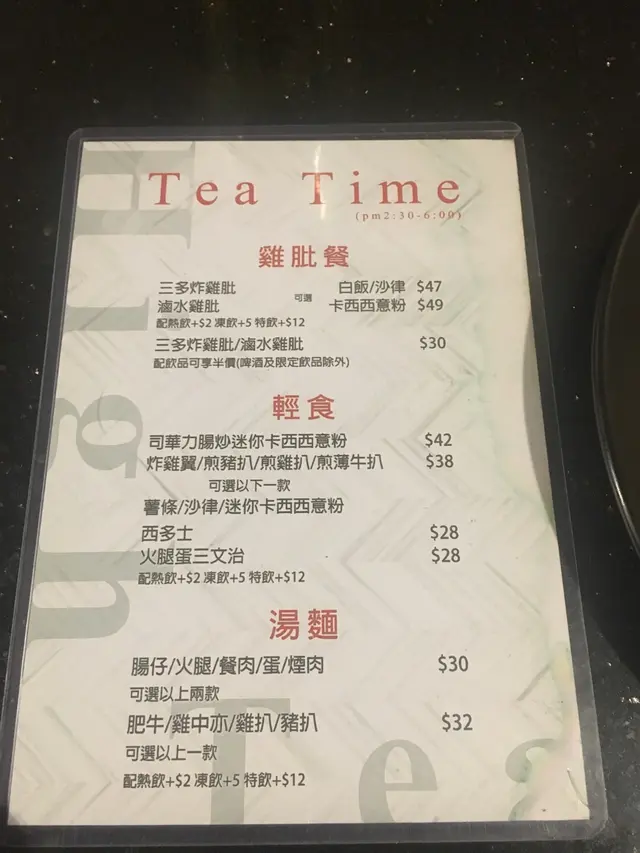 Tea Time
(pm2:30-6:00)
雞肶餐
三多炸雞肶 白飯/沙律 $47
可選
滷水雞肶 卡西西意粉 $49
配熱飲+$2 凍飲+5 特飲+$12
三多炸雞肶/滷水雞肶 $30
配飲品可享半價(啤酒及限定飲品除外)
輕食
司華力腸炒迷你卡西西意粉 $42
炸雞翼/煎豬扒/煎雞扒/煎薄牛扒 $38
可選以下一款
薯條/沙律/迷你卡西西意粉
西多士 $28
火腿蛋三文治 $28
配熱飲+$2 凍飲+5 特飲+$12
湯麵
腸仔/火腿/餐肉/蛋/煙肉 $30
可選以上兩款
肥牛/雞中亦/雞扒/豬扒 $32
可選以上一款
配熱飲+$2 凍飲+5 特飲+$12
High
Tea